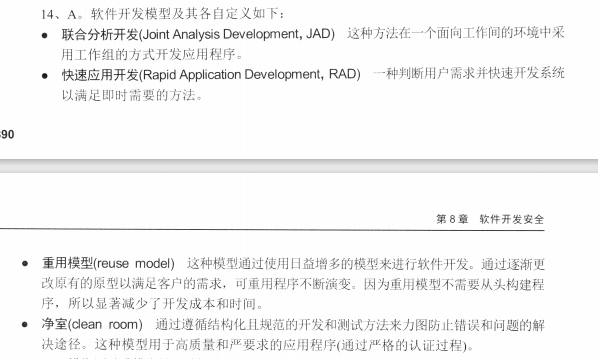 14、A。软件开发模型及其各自定义如下：
● 联合分析开发(Joint Analysis Development, JAD) 这种方法在一个面向工作间的环境中采
用工作组的方式开发应用程序。
● 快速应用开发(Rapid Application Development, RAD) 一种判断用户需求并快速开发系统
以满足即时需要的方法。
90
第8章 软件开发安全
● 重用模型(reuse model) 这种模型通过使用日益增多的模型来进行软件开发。通过逐渐更
改原有的原型以满足客户的需求，可重用程序不断演变。因为重用模型不需要从头构建程
序，所以显著减少了开发成本和时间。
● 净室(clean room) 通过遵循结构化且规范的开发和测试方法来力图防止错误和问题的解
决途径。这种模型用于高质量和严要求的应用程序(通过严格的认证过程)。